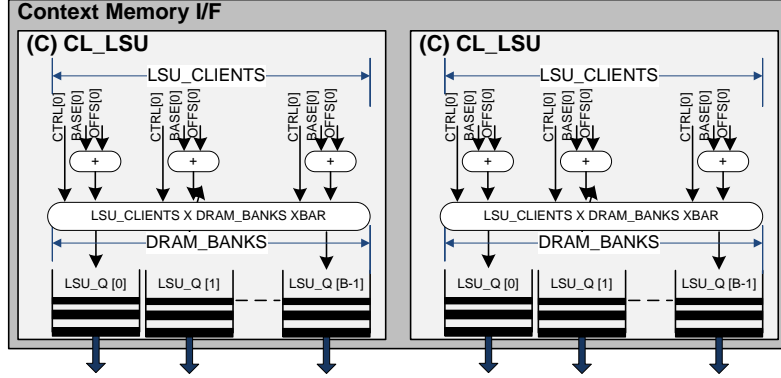 Context Memory I/F
(C) CL_LSU
LSU_CLIENTS
CTRL[0]
BASE[0]
OFFS[0]
CTRL[0]
BASE[0]
OFFS[0]
CTRL[0]
BASE[0]
OFFS[0]
+
+
+
LSU_CLIENTS X DRAM_BANKS XBAR
DRAM_BANKS
LSU_Q [0]
LSU_Q [1]
LSU_Q [B-1]
(C) CL_LSU
LSU_CLIENTS
CTRL[0]
BASE[0]
OFFS[0]
CTRL[0]
BASE[0]
OFFS[0]
CTRL[0]
BASE[0]
OFFS[0]
+
+
+
LSU_CLIENTS X DRAM_BANKS XBAR
DRAM_BANKS
LSU_Q [0]
LSU_Q [1]
LSU_Q [B-1]